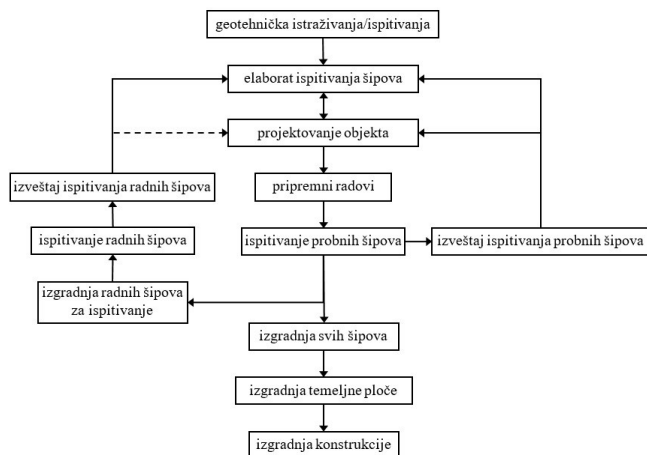 geotehnička istraživanja/ispitivanja
elaborat ispitivanja šipova
projektovanje objekta
izveštaj ispitivanja radnih šipova
pripremni radovi
ispitivanje radnih šipova
ispitivanje probnih šipova
izveštaj ispitivanja probnih šipova
izgradnja radnih šipova
za ispitivanje
izgradnja svih šipova
izgradnja temeljne ploče
izgradnja konstrukcije